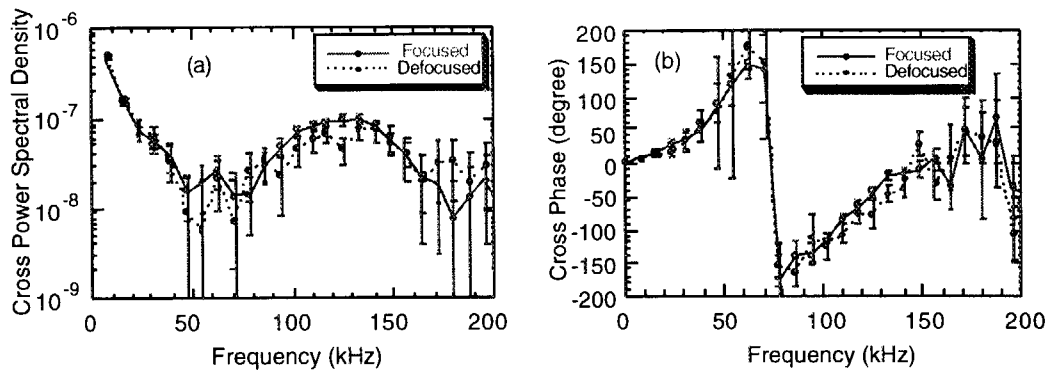 Cross Power Spectral Density
10-6
10-7
10-8
10-9
(a)
Focused
Defocused
0 50 100 150 200
Frequency (kHz)
Cross Phase (degree)
200
150
100
50
0
-50
-100
-150
-200
(b)
Focused
Defocused
0 50 100 150 200
Frequency (kHz)